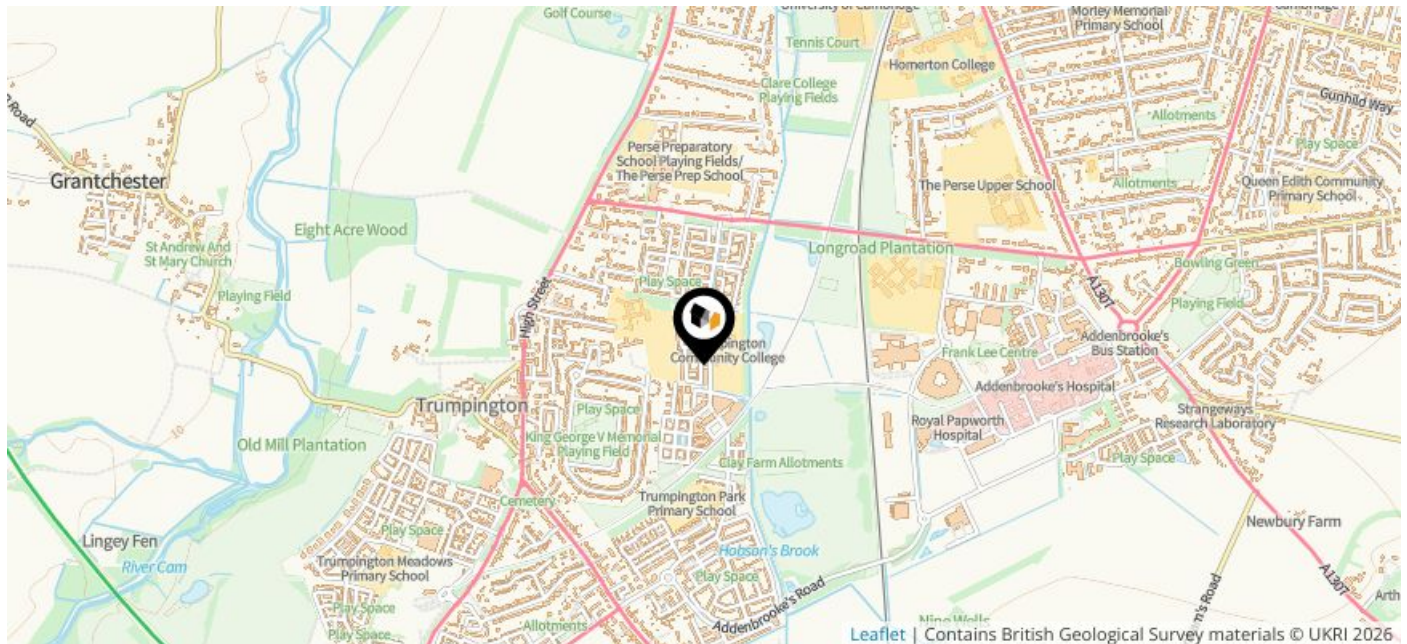 Golf Course
University of Cambridge
Morley Memorial
Primary School
Cambridge
Tennis Court
Homerton College
Clare College
Playing Fields
Gunhild Way
Allotments
Road
Perse Preparatory
School Playing Fields/
The Perse Prep School
Play Space
Grantchester
The Perse Upper School
Allotments
Queen Edith Community
Primary School
Eight Acre Wood
St Andrew And
St Mary Church
Longroad Plantation
Bowling Green
Play Space
A1307
Playing Field
Playing Field
High Street
Community College
Addenbrooke's
Bus Station
Frank Lee Centre
Addenbrooke's Hospital
Trumpington
Play Space
Royal Papworth
Hospital
Strangeways
Research Laboratory
Old Mill Plantation
King George V Memorial
Playing Field
Play Space
Clay Farm Allotments
Cemetery
Trumpington Park
Primary School
Newbury Farm
Lingey Fen
Play Space
Hobson's Brook
River Cam
Trumpington Meadows
Primary School
Play Space
A1307
Play Space
Addenbrooke's Road
Play Space
Allotments
Nine Wells
Road
10
10
Leaflet | Contains British Geological Survey materials © UKRI 2026